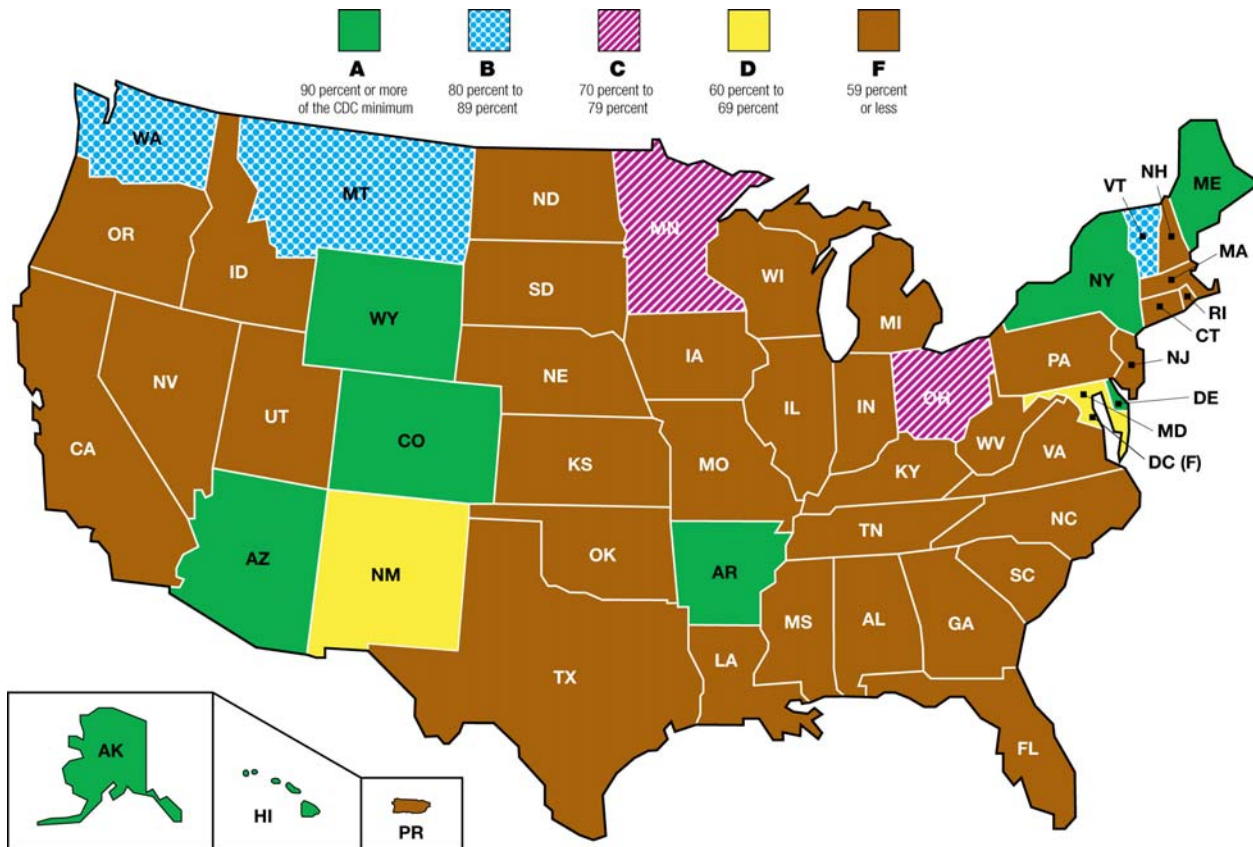 A
90 percent or more
of the CDC minimum
B
80 percent to
89 percent
C
70 percent to
79 percent
D
60 percent to
69 percent
F
59 percent
or less
WA
MT
ND
MN
OR
ID
SD
WI
MI
WY
NV
UT
CA
CO
NE
IA
IL
IN
OH
PA
NY
VT
NH
ME
MA
RI
CT
NJ
DE
MD
DC (F)
WV
VA
KS
MO
KY
NC
TN
SC
AZ
NM
OK
AR
MS
AL
GA
LA
TX
FL
AK
HI
PR